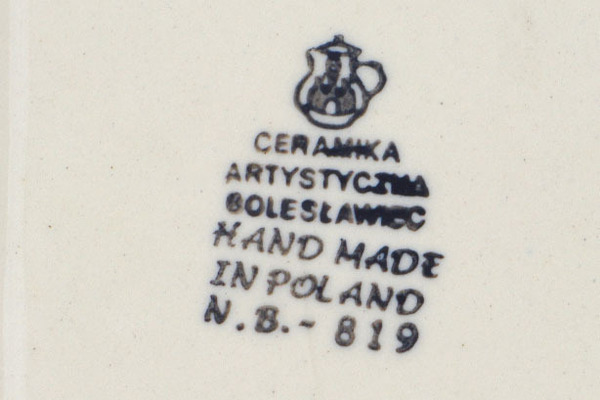 CERAMIKA
ARTYSTYCZNA
BOLESŁAWIEC
HAND MADE
IN POLAND
N.B.- 819